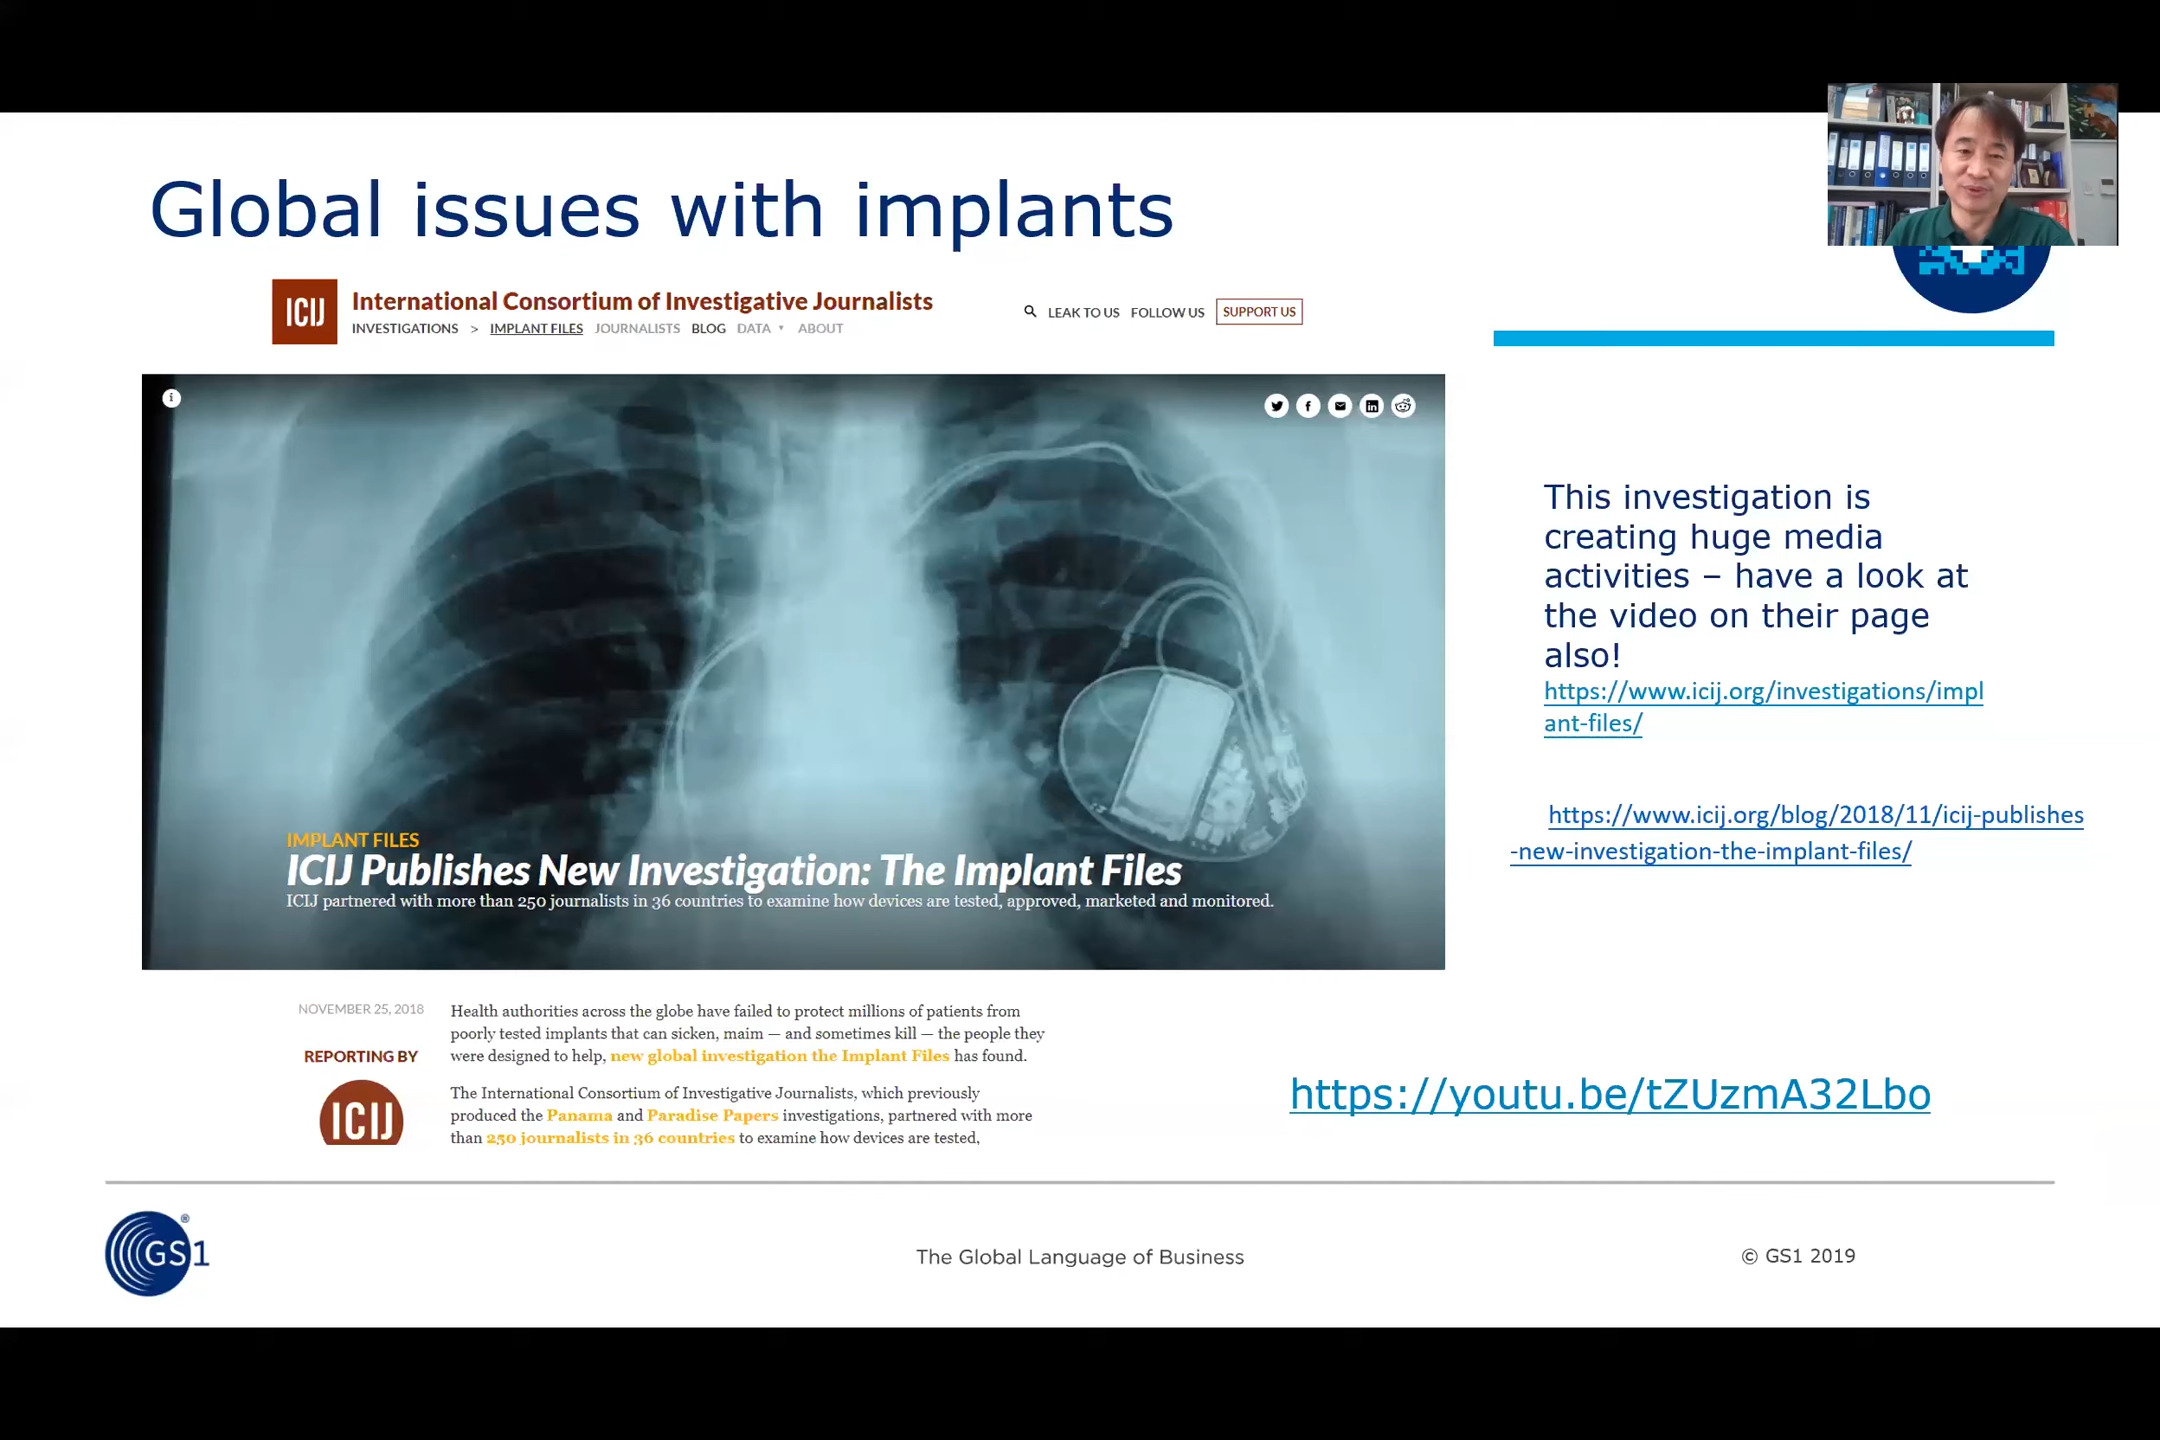 Global issues with implants
ICIJ
International Consortium of Investigative Journalists
INVESTIGATIONS > IMPLANT FILES JOURNALISTS BLOG DATA ▾ ABOUT
LEAK TO US FOLLOW US SUPPORT US
IMPLANT FILES
ICIJ Publishes New Investigation: The Implant Files
ICIJ partnered with more than 250 journalists in 36 countries to examine how devices are tested, approved, marketed and monitored.
NOVEMBER 25, 2018
REPORTING BY
ICIJ
Health authorities across the globe have failed to protect millions of patients from
poorly tested implants that can sicken, maim — and sometimes kill — the people they
were designed to help, new global investigation the Implant Files has found.
The International Consortium of Investigative Journalists, which previously
produced the Panama and Paradise Papers investigations, partnered with more
than 250 journalists in 36 countries to examine how devices are tested,
This investigation is
creating huge media
activities – have a look at
the video on their page
also!
https://www.icij.org/investigations/impl
ant-files/
https://www.icij.org/blog/2018/11/icij-publishes
-new-investigation-the-implant-files/
https://youtu.be/tZUzmA32Lbo
GS1 ®
The Global Language of Business
© GS1 2019